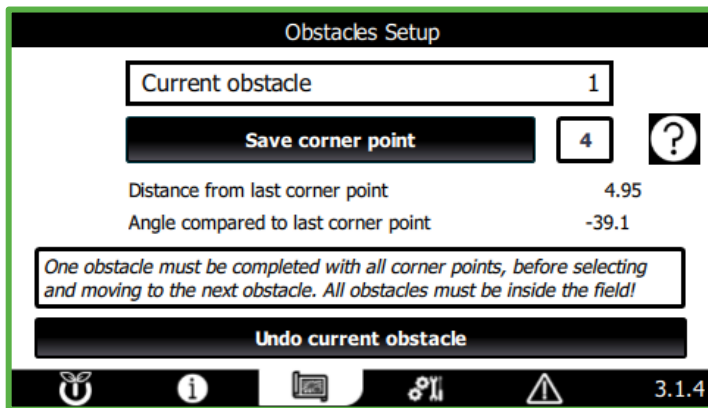 Obstacles Setup
Current obstacle 1
Save corner point 4 ?
Distance from last corner point 4.95
Angle compared to last corner point -39.1
One obstacle must be completed with all corner points, before selecting
and moving to the next obstacle. All obstacles must be inside the field!
Undo current obstacle
3.1.4